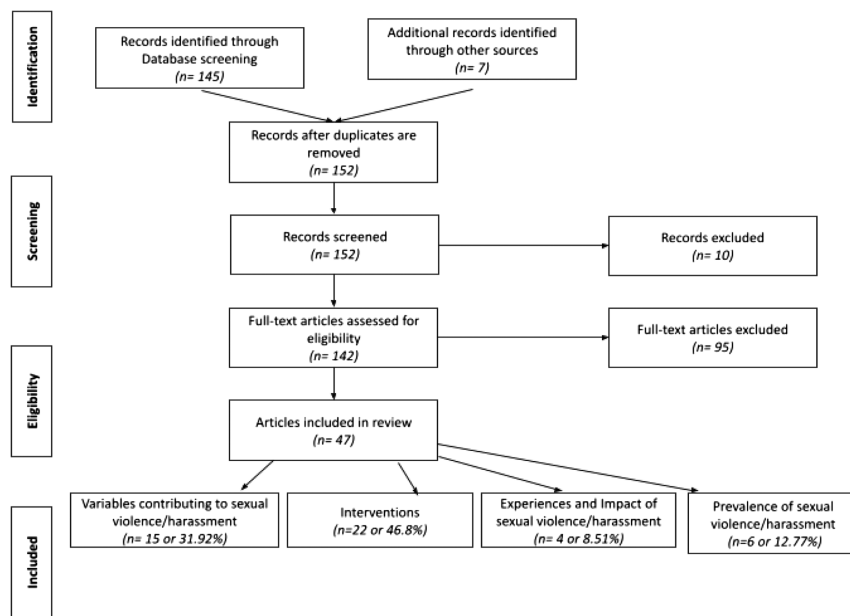 Identification
Records identified through
Database screening
(n= 145)
Additional records identified
through other sources
(n= 7)
Records after duplicates are
removed
(n= 152)
Screening
Records screened
(n= 152)
Records excluded
(n= 10)
Full-text articles assessed for
eligibility
(n= 142)
Full-text articles excluded
(n= 95)
Eligibility
Articles included in review
(n= 47)
Included
Variables contributing to sexual
violence/harassment
(n= 15 or 31.92%)
Interventions
(n=22 or 46.8%)
Experiences and Impact of
sexual violence/harassment
(n= 4 or 8.51%)
Prevalence of sexual
violence/harassment
(n=6 or 12.77%)